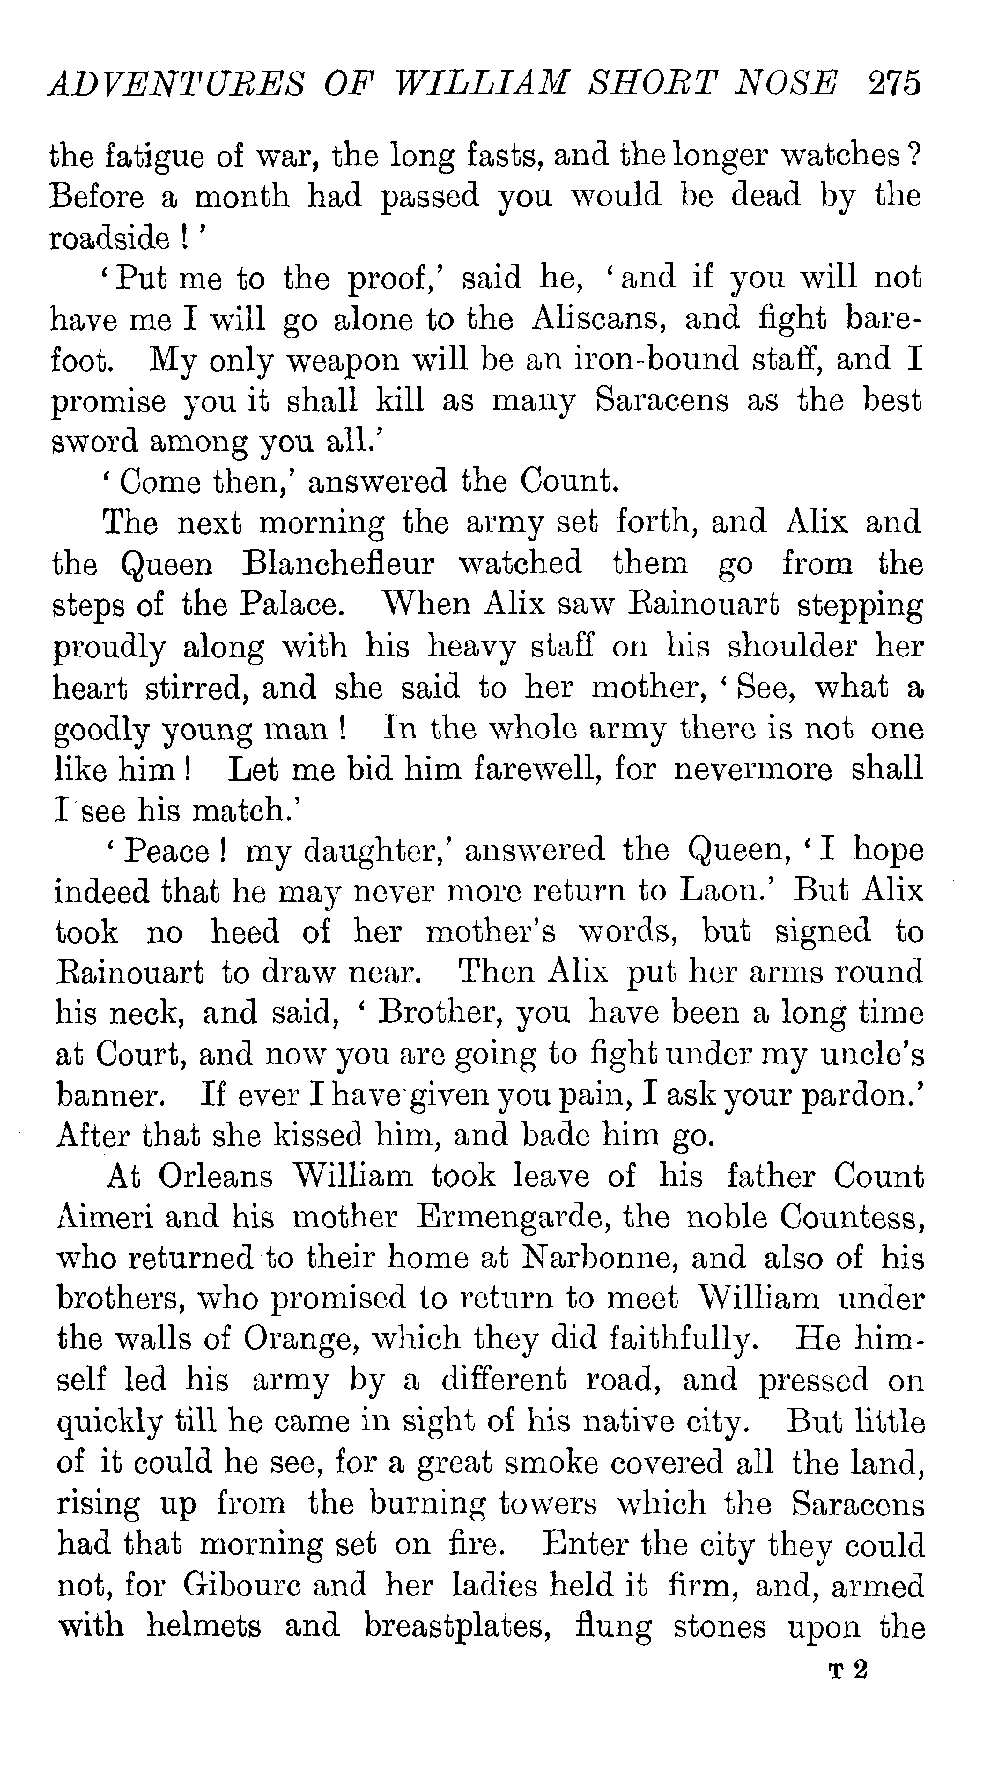 ADVENTURES OF WILLIAM SHORT NOSE 275
the fatigue of war, the long fasts, and the longer watches?
Before a month had passed you would be dead by the
roadside!'
'Put me to the proof,' said he, 'and if you will not
have me I will go alone to the Aliscans, and fight bare-
foot. My only weapon will be an iron-bound staff, and I
promise you it shall kill as many Saracens as the best
sword among you all.'
'Come then,' answered the Count.
The next morning the army set forth, and Alix and
the Queen Blanchefleur watched them go from the
steps of the Palace. When Alix saw Rainouart stepping
proudly along with his heavy staff on his shoulder her
heart stirred, and she said to her mother, 'See, what a
goodly young man! In the whole army there is not one
like him! Let me bid him farewell, for nevermore shall
I see his match.'
'Peace! my daughter,' answered the Queen, 'I hope
indeed that he may never more return to Laon.' But Alix
took no heed of her mother's words, but signed to
Rainouart to draw near. Then Alix put her arms round
his neck, and said, 'Brother, you have been a long time
at Court, and now you are going to fight under my uncle's
banner. If ever I have given you pain, I ask your pardon.'
After that she kissed him, and bade him go.
At Orleans William took leave of his father Count
Aimeri and his mother Ermengarde, the noble Countess,
who returned to their home at Narbonne, and also of his
brothers, who promised to return to meet William under
the walls of Orange, which they did faithfully. He him-
self led his army by a different road, and pressed on
quickly till he came in sight of his native city. But little
of it could he see, for a great smoke covered all the land,
rising up from the burning towers which the Saracens
had that morning set on fire. Enter the city they could
not, for Gibourc and her ladies held it firm, and, armed
with helmets and breastplates, flung stones upon the
T 2